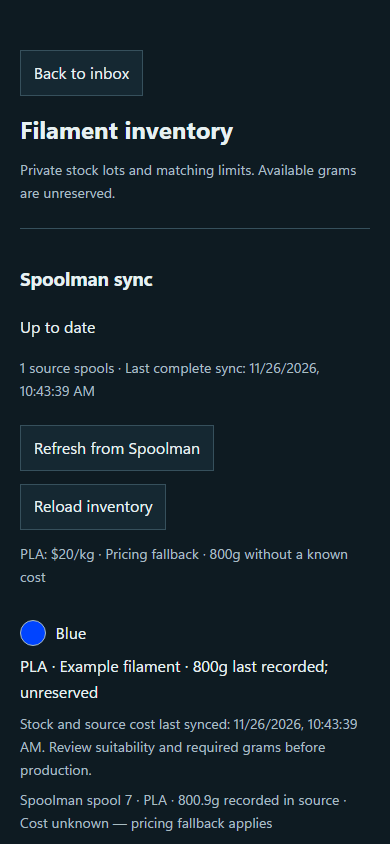 Back to inbox
Filament inventory
Private stock lots and matching limits. Available grams
are unreserved.
Spoolman sync
Up to date
1 source spools · Last complete sync: 11/26/2026,
10:43:39 AM
Refresh from Spoolman
Reload inventory
PLA: $20/kg · Pricing fallback · 800g without a known
cost
Blue
PLA · Example filament · 800g last recorded;
unreserved
Stock and source cost last synced: 11/26/2026, 10:43:39
AM. Review suitability and required grams before
production.
Spoolman spool 7 · PLA · 800.9g recorded in source ·
Cost unknown — pricing fallback applies